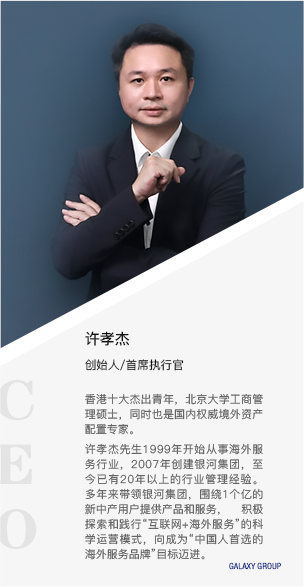 许孝杰
创始人/首席执行官
香港十大杰出青年，北京大学工商管
理硕士，同时也是国内权威境外资产
配置专家。
许孝杰先生1999年开始从事海外服
务行业，2007年创建银河集团，至
今已有20年以上的行业管理经验。
多年来带领银河集团，围绕1个亿的
新中产用户提供产品和服务， 积极
探索和践行“互联网+海外服务”的科
学运营模式，向成为“中国人首选的
海外服务品牌”目标迈进。
GALAXY GROUP
CEO